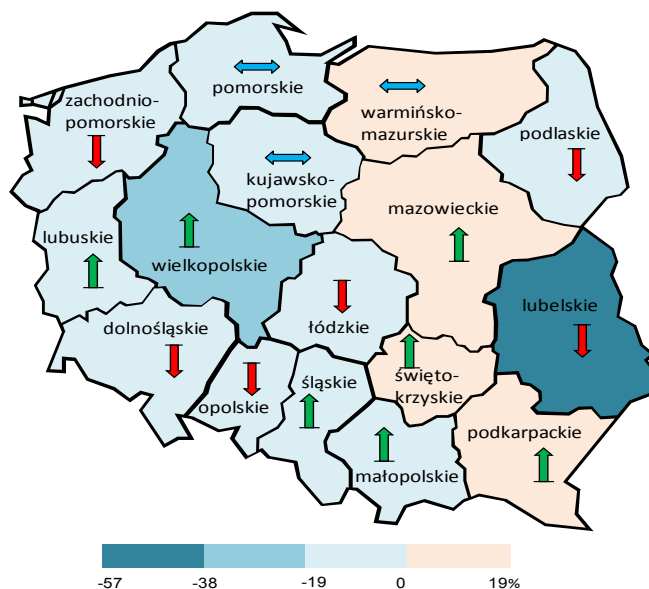 pomorskie
zachodnio-
pomorskie
warmińsko-
mazurskie
podlaskie
kujawsko-
pomorskie
mazowieckie
lubuskie
wielkopolskie
lubelskie
dolnośląskie
łódzkie
opolskie
śląskie
święto-
krzyskie
podkarpackie
małopolskie
-57 -38 -19 0 19%